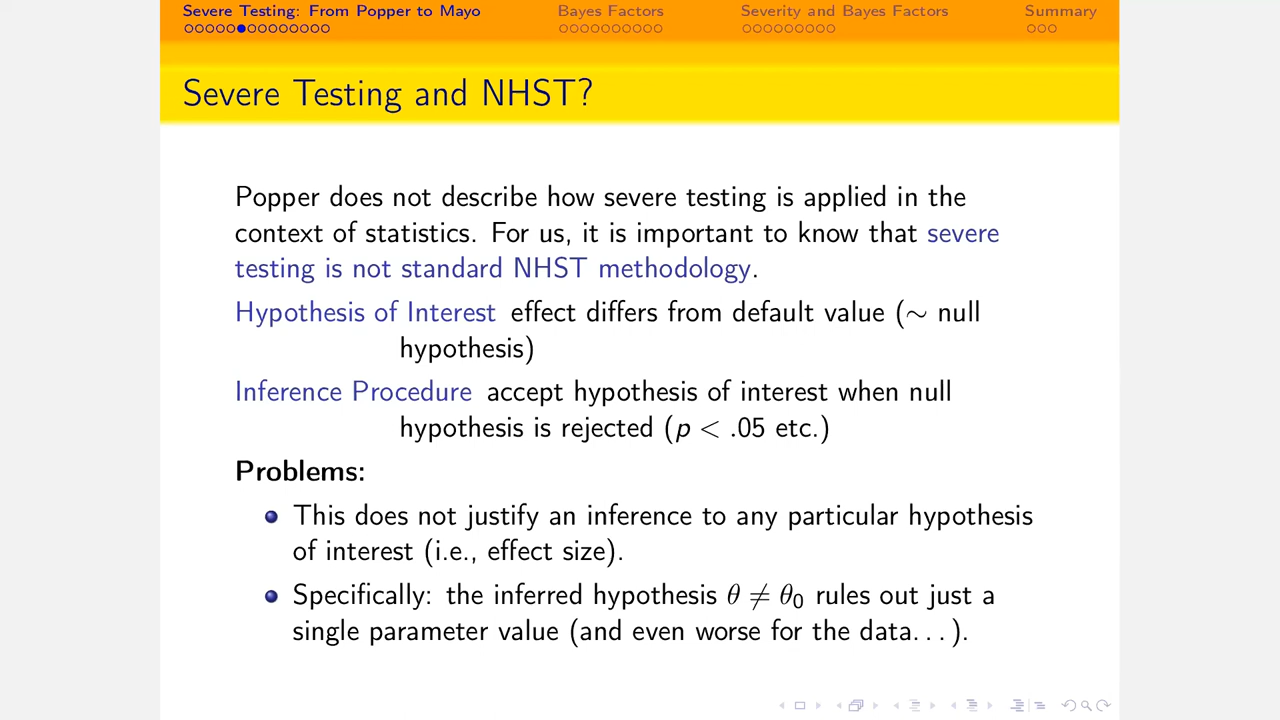 Severe Testing: From Popper to Mayo Bayes Factors Severity and Bayes Factors Summary
Severe Testing and NHST?
Popper does not describe how severe testing is applied in the
context of statistics. For us, it is important to know that severe
testing is not standard NHST methodology.
Hypothesis of Interest effect differs from default value (∼ null
hypothesis)
Inference Procedure accept hypothesis of interest when null
hypothesis is rejected (p < .05 etc.)
Problems:
This does not justify an inference to any particular hypothesis
of interest (i.e., effect size).
Specifically: the inferred hypothesis θ ≠ θ₀ rules out just a
single parameter value (and even worse for the data. . . ).